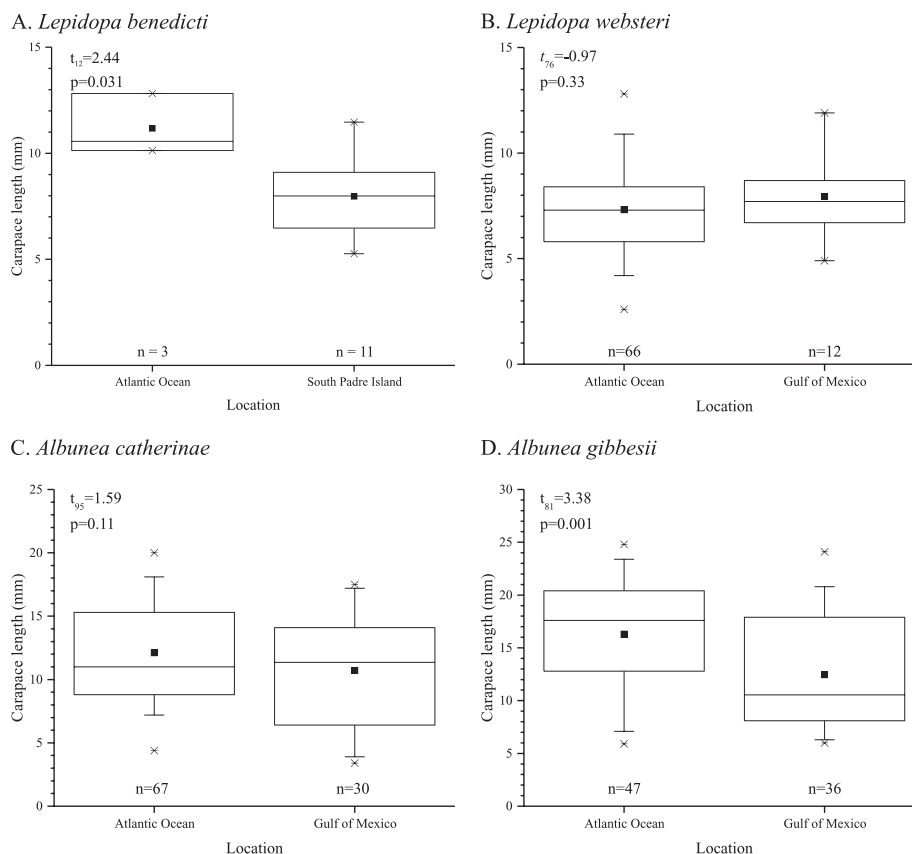 A. Lepidopa benedicti
15
10
5
0
Carapace length (mm)
t12=2.44
p=0.031
n = 3
n = 11
Atlantic Ocean
South Padre Island
Location
B. Lepidopa websteri
15
10
5
0
Carapace length (mm)
t76=-0.97
p=0.33
n=66
n=12
Atlantic Ocean
Gulf of Mexico
Location
C. Albunea catherinae
25
20
15
10
5
0
Carapace length (mm)
t95=1.59
p=0.11
n=67
n=30
Atlantic Ocean
Gulf of Mexico
Location
D. Albunea gibbesii
30
25
20
15
10
5
0
Carapace length (mm)
t81=3.38
p=0.001
n=47
n=36
Atlantic Ocean
Gulf of Mexico
Location